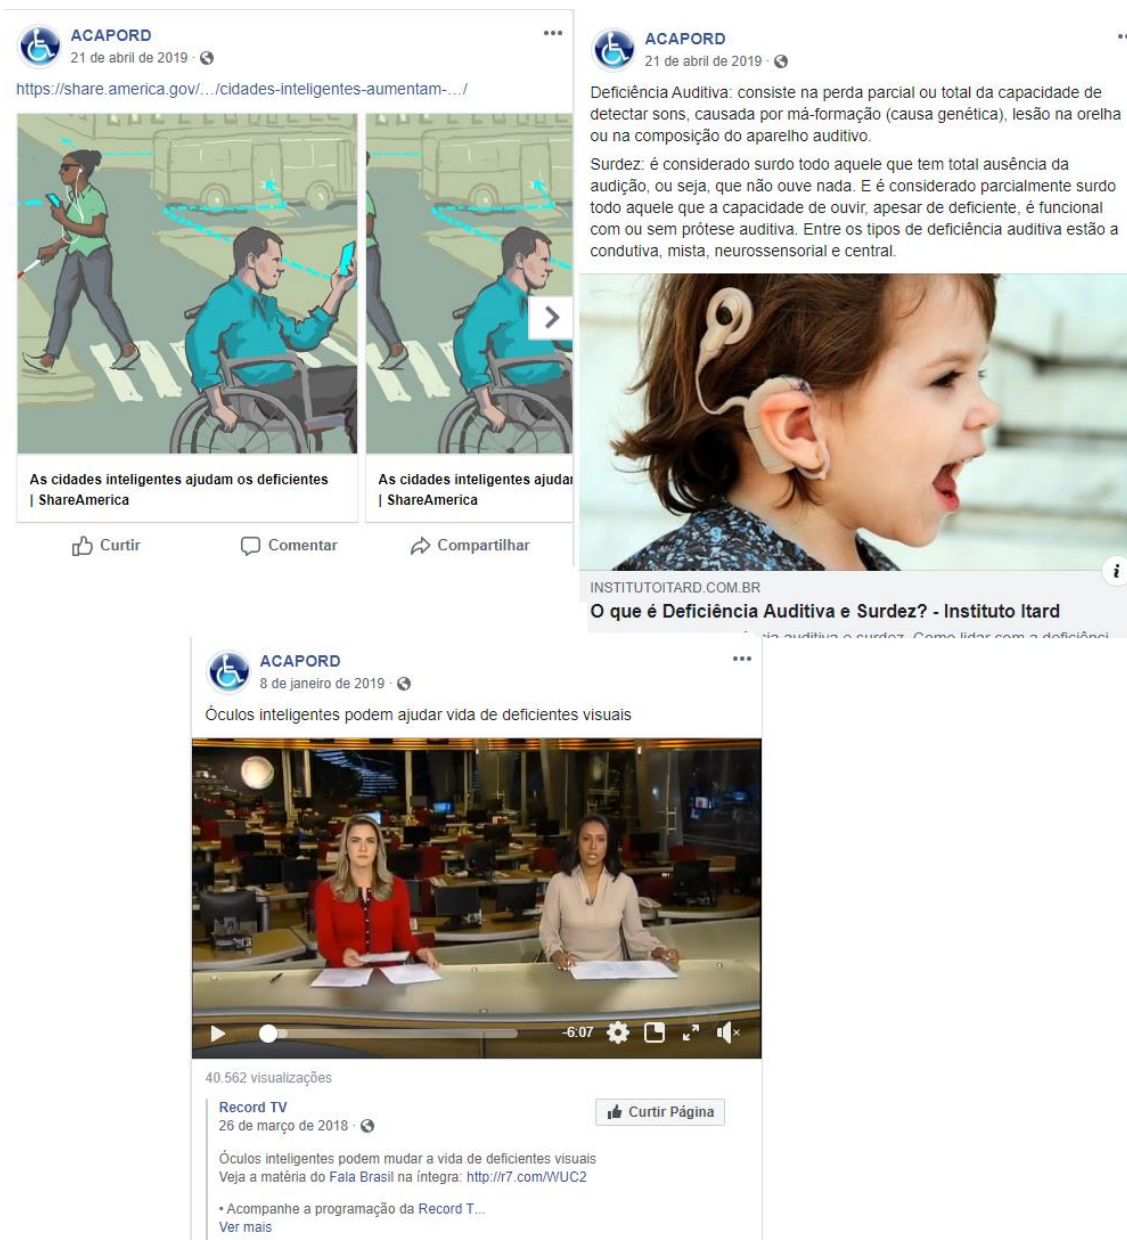 ACAPORD
21 de abril de 2019
https://share.america.gov/.../cidades-inteligentes-aumentam-.../
As cidades inteligentes ajudam os deficientes
| ShareAmerica
As cidades inteligentes ajudar
| ShareAmerica
Curtir
Comentar
Compartilhar
ACAPORD
21 de abril de 2019
Deficiência Auditiva: consiste na perda parcial ou total da capacidade de
detectar sons, causada por má-formação (causa genética), lesão na orelha
ou na composição do aparelho auditivo.
Surdez: é considerado surdo todo aquele que tem total ausência da
audição, ou seja, que não ouve nada. E é considerado parcialmente surdo
todo aquele que a capacidade de ouvir, apesar de deficiente, é funcional
com ou sem prótese auditiva. Entre os tipos de deficiência auditiva estão a
condutiva, mista, neurossensorial e central.
INSTITUTOITARD.COM.BR
O que é Deficiência Auditiva e Surdez? - Instituto Itard
auditiva e surdez. Como lidar com a
ACAPORD
8 de janeiro de 2019
Óculos inteligentes podem ajudar vida de deficientes visuais
-6:07
40.562 visualizações
Record TV
26 de março de 2018
Curtir Página
Óculos inteligentes podem mudar a vida de deficientes visuais
Veja a matéria do Fala Brasil na íntegra: http://r7.com/WUC2
• Acompanhe a programação da Record T...
Ver mais